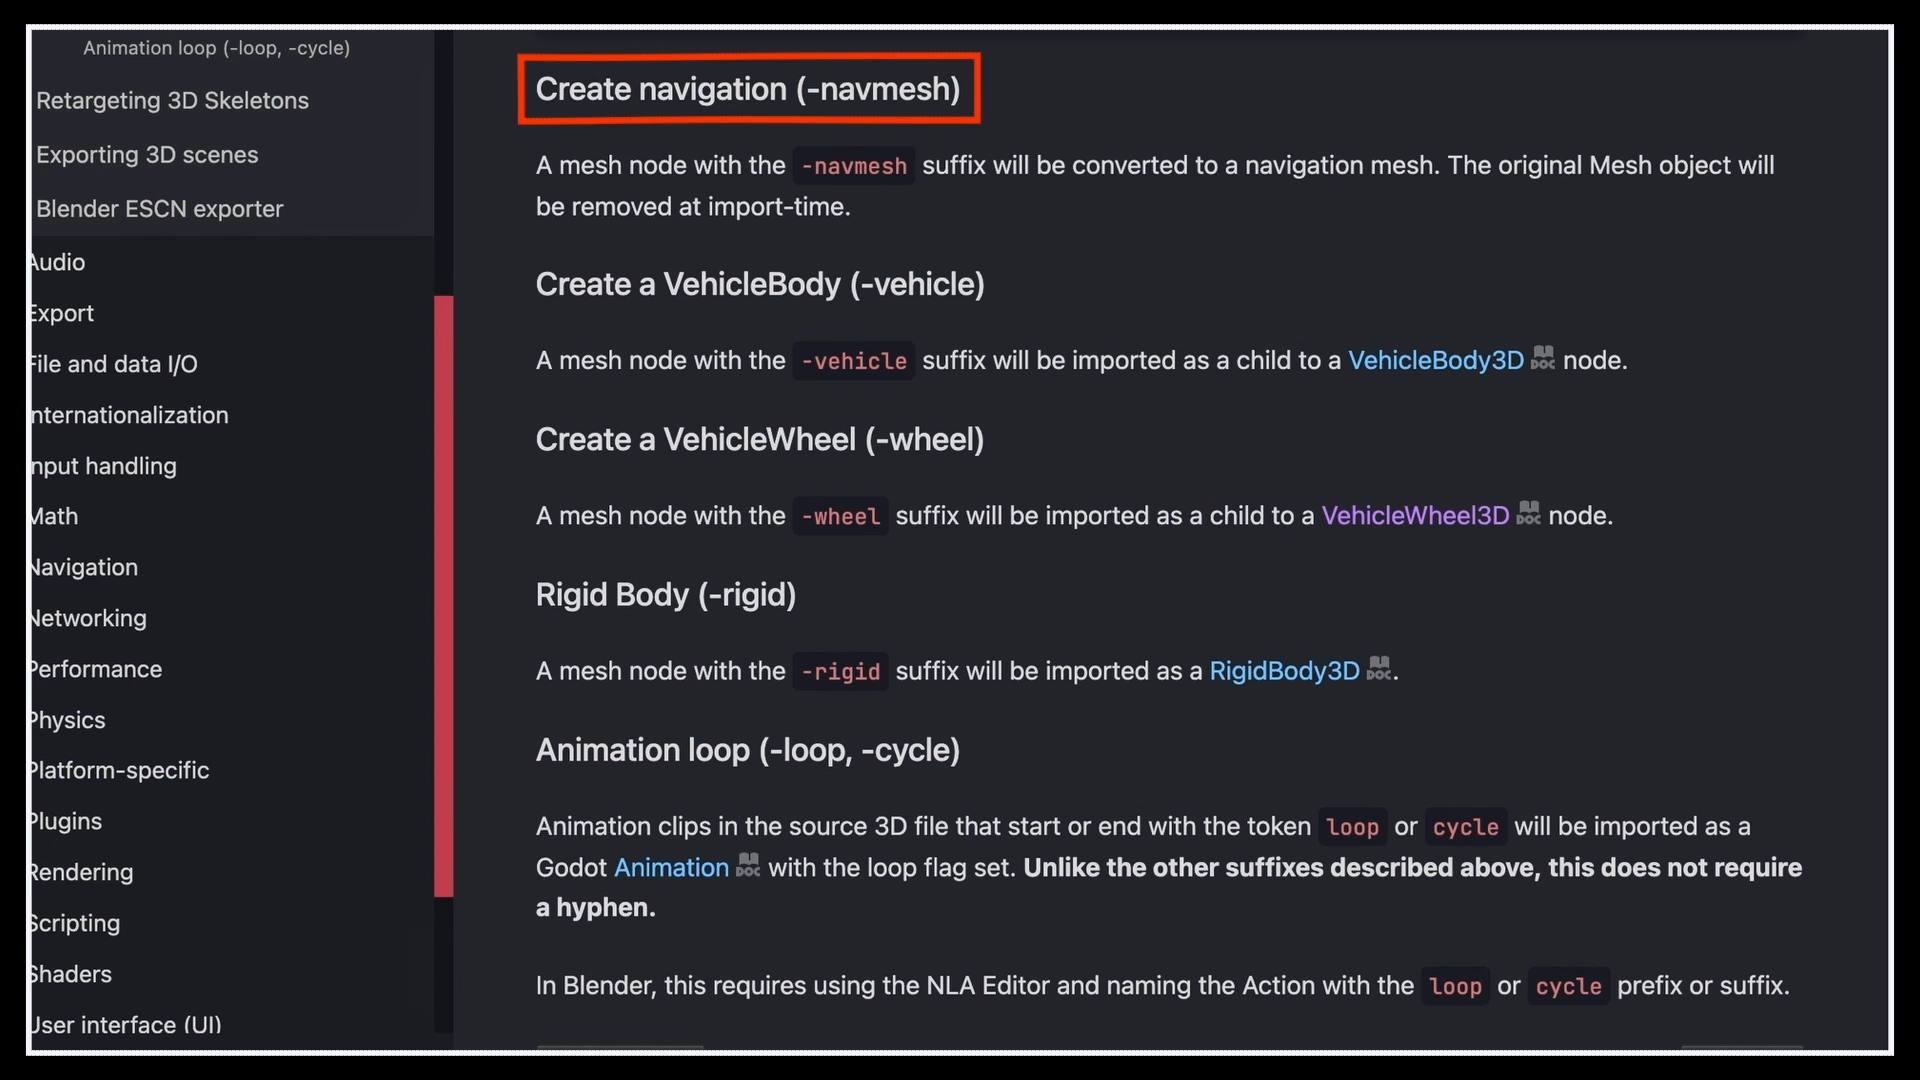 Animation loop (-loop, -cycle)
Retargeting 3D Skeletons
Exporting 3D scenes
Blender ESCN exporter
Audio
Export
File and data I/O
Internationalization
Input handling
Math
Navigation
Networking
Performance
Physics
Platform-specific
Plugins
Rendering
Scripting
Shaders
User interface (UI)
Create navigation (-navmesh)
A mesh node with the -navmesh suffix will be converted to a navigation mesh. The original Mesh object will
be removed at import-time.
Create a VehicleBody (-vehicle)
A mesh node with the -vehicle suffix will be imported as a child to a VehicleBody3D DOC node.
Create a VehicleWheel (-wheel)
A mesh node with the -wheel suffix will be imported as a child to a VehicleWheel3D DOC node.
Rigid Body (-rigid)
A mesh node with the -rigid suffix will be imported as a RigidBody3D DOC.
Animation loop (-loop, -cycle)
Animation clips in the source 3D file that start or end with the token loop or cycle will be imported as a
Godot Animation DOC with the loop flag set. Unlike the other suffixes described above, this does not require
a hyphen.
In Blender, this requires using the NLA Editor and naming the Action with the loop or cycle prefix or suffix.